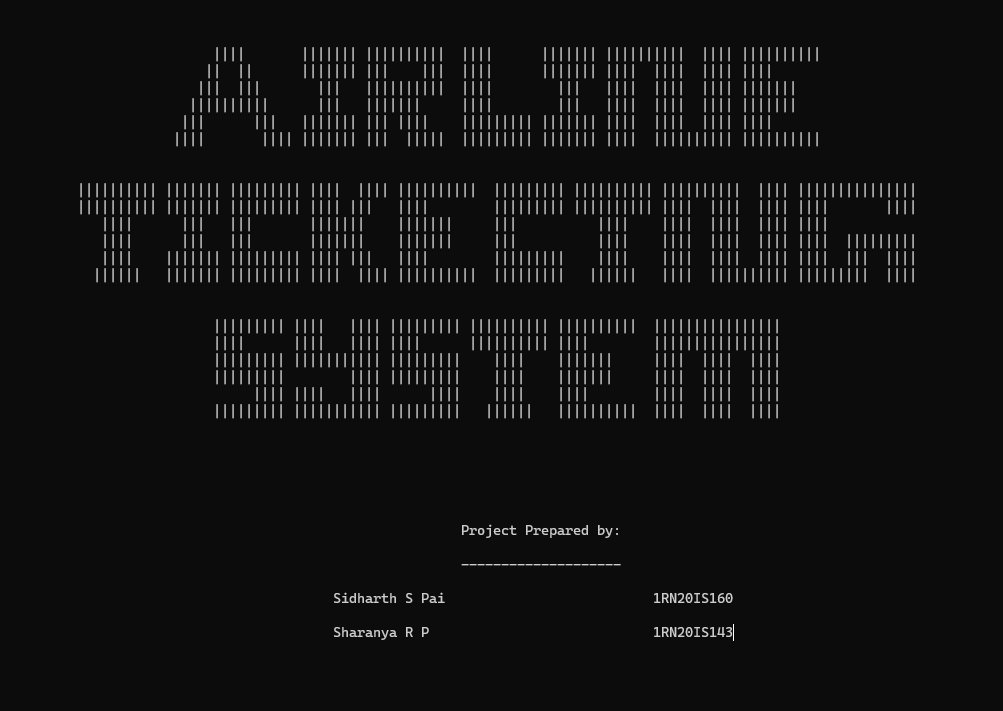 AIRLINE
TICKETING
SYSTEM
Project Prepared by:
--------------------
Sidharth S Pai 1RN20IS160
Sharanya R P 1RN20IS143